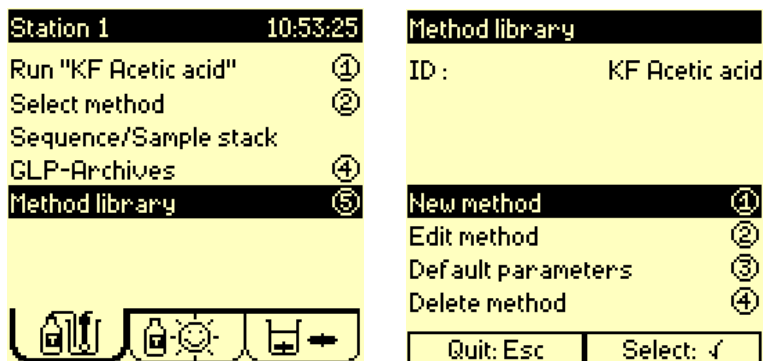 Station 1 10:53:25
Run "KF Acetic acid" ①
Select method ②
Sequence/Sample stack
GLP-Archives ④
Method library ⑤
Method library
ID : KF Acetic acid
New method ①
Edit method ②
Default parameters ③
Delete method ④
Quit: Esc Select: √